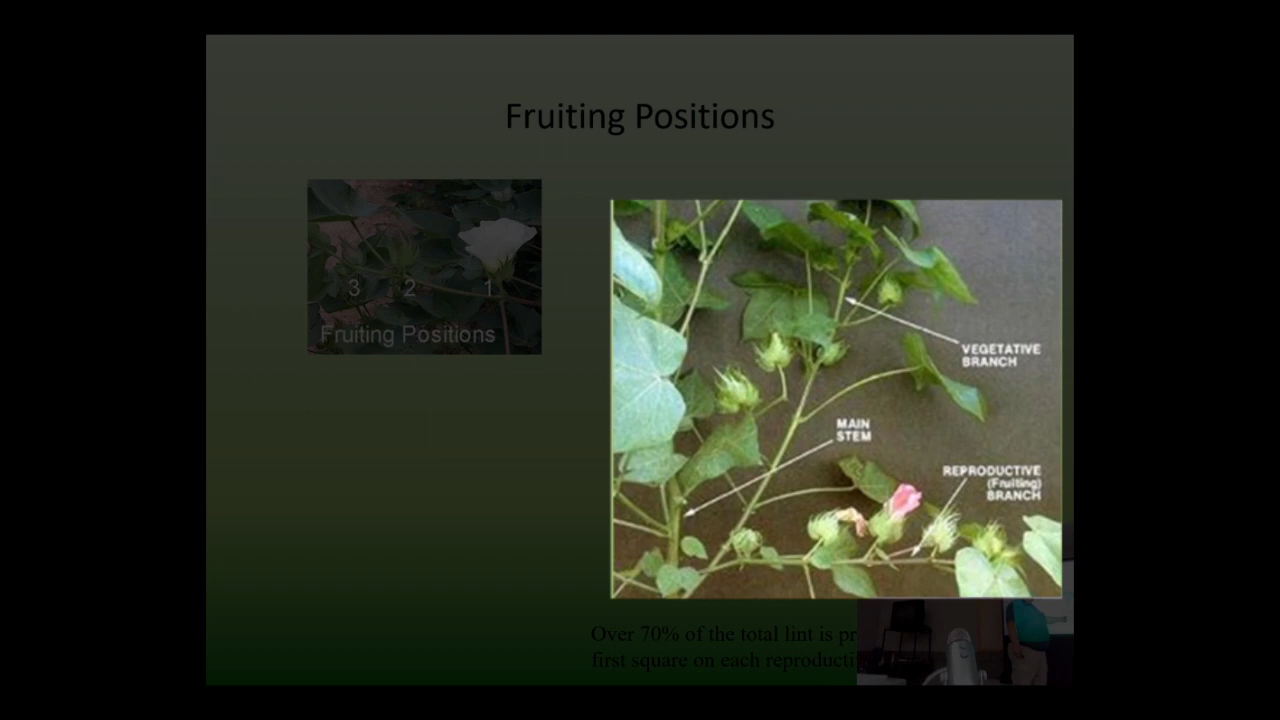 Fruiting Positions
3 2 1
Fruiting Positions
VEGETATIVE
BRANCH
MAIN
STEM
REPRODUCTIVE
(Fruiting)
BRANCH
Over 70% of the total lint is
first square on each